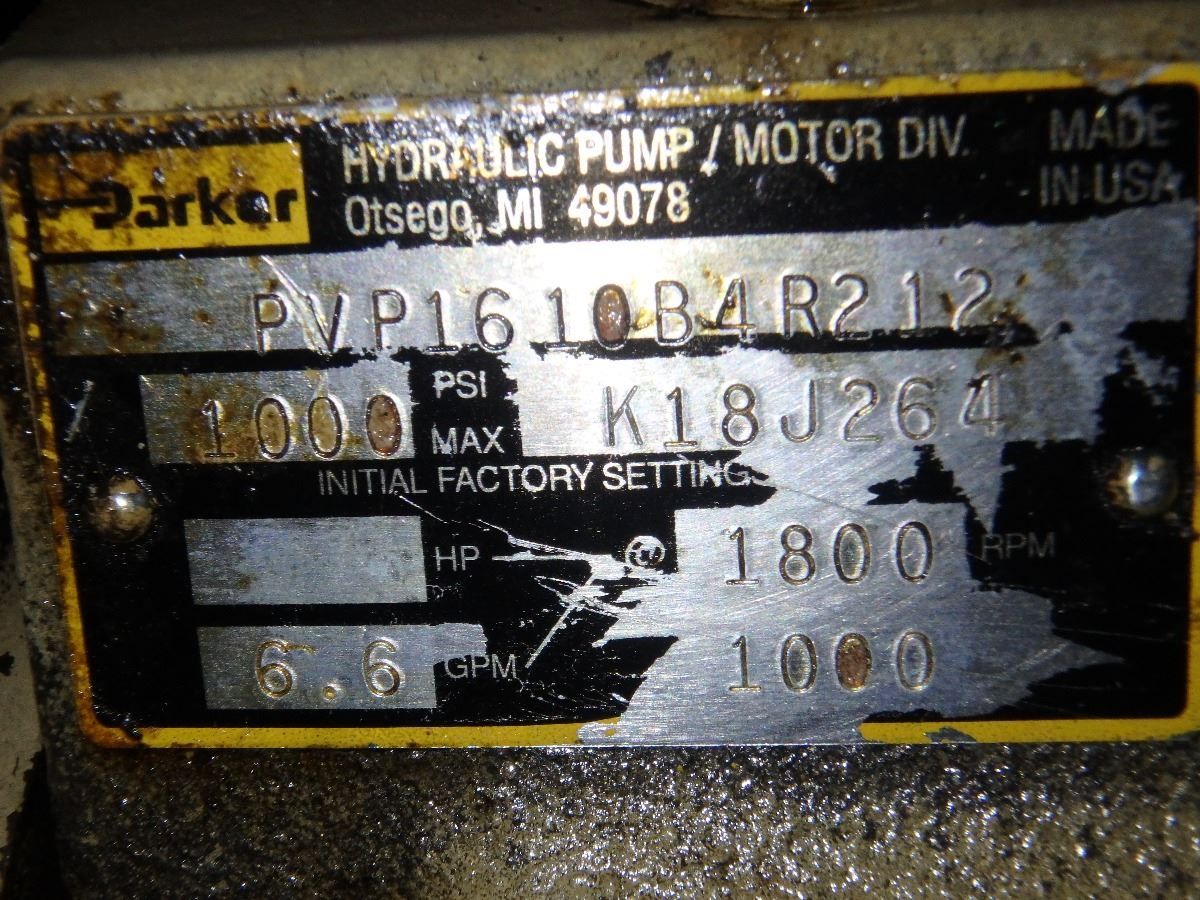 Parker
HYDRAULIC PUMP / MOTOR DIV.
Otsego, MI 49078
MADE
IN USA
PVP1610B4R212
1000 PSI MAX K18J264
INITIAL FACTORY SETTINGS
HP @ 1800 RPM
6.6 GPM 1000